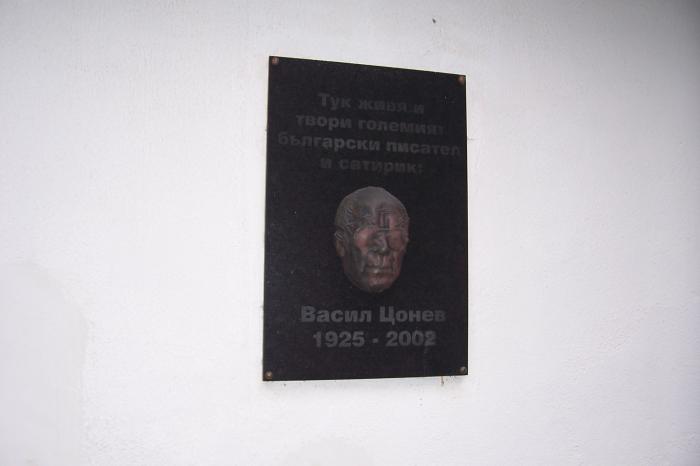 Тук живя и
твори големият
български писател
и сатирик:
Васил Цонев
1925 - 2002